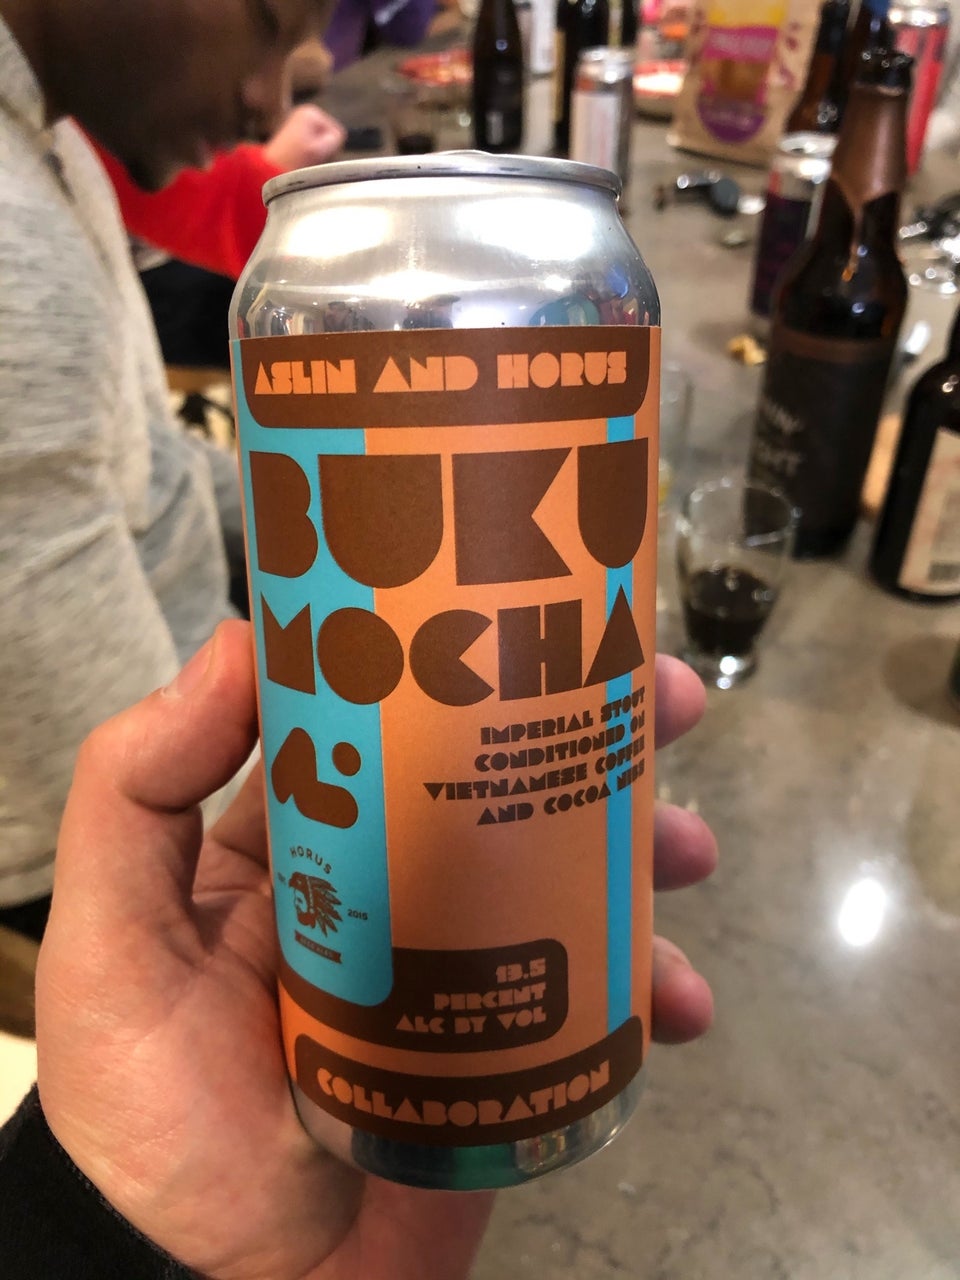 ASLIN AND HORUS
BUKU
MOCHA
IMPERIAL STOUT
CONDITIONED ON
VIETNAMESE COFFEE
AND COCOA NIBS
HORUS
2015
13.5
PERCENT
ALC BY VOL
COLLABORATION